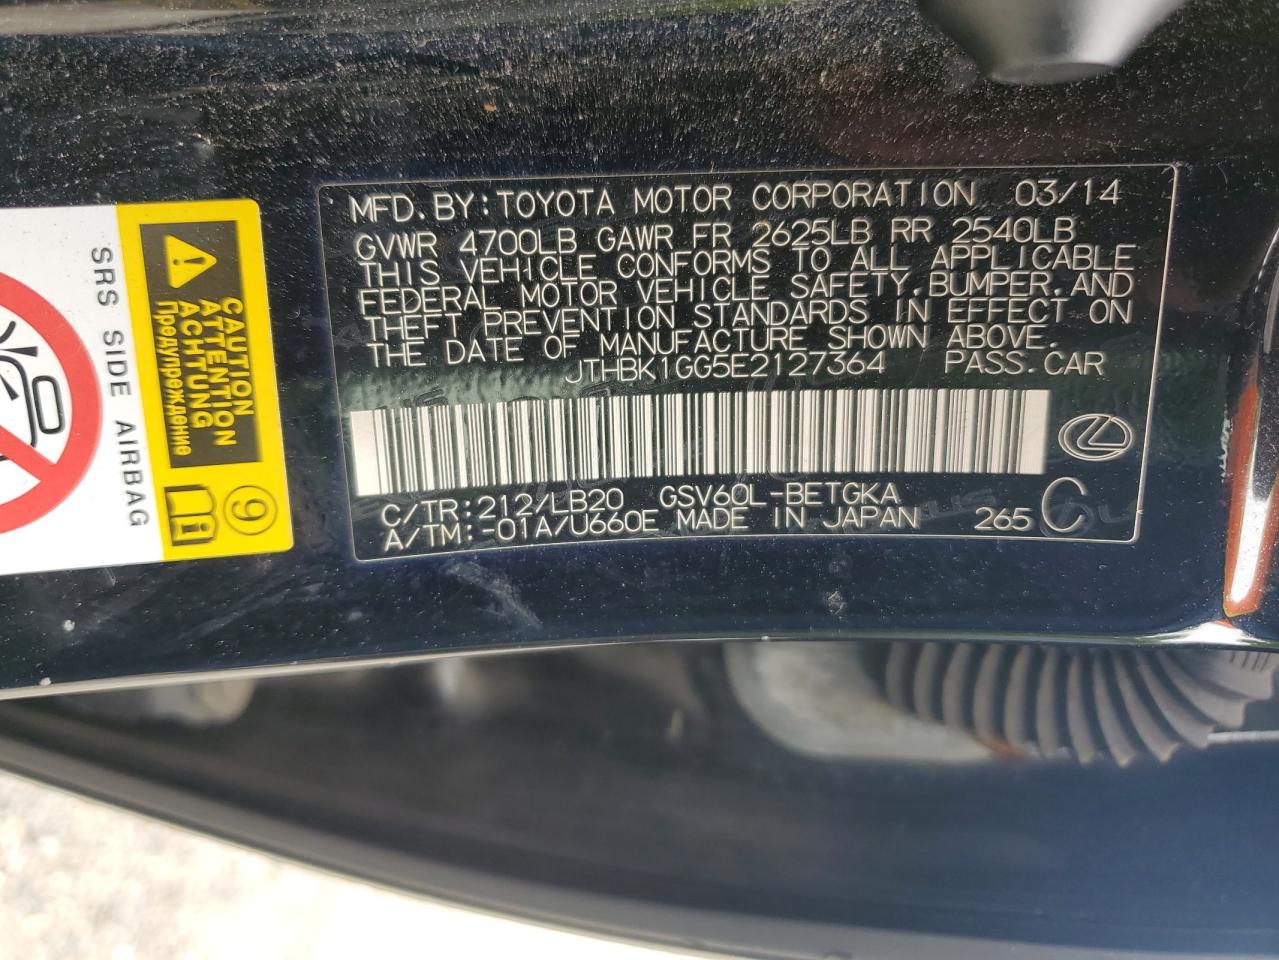 MFD. BY: TOYOTA MOTOR CORPORATION 03/14
GVWR 4700LB GAWR FR 2625LB RR 2540LB
THIS VEHICLE CONFORMS TO ALL APPLICABLE
FEDERAL MOTOR VEHICLE SAFETY, BUMPER, AND
THEFT PREVENTION STANDARDS IN EFFECT ON
THE DATE OF MANUFACTURE SHOWN ABOVE.
JTHBK1GG5E2127364 PASS. CAR
C/TR: 212/LB20 GSV60L-BETGKA
A/TM: -01A/U660E MADE IN JAPAN 265 C
CAUTION
ATTENTION
ACHTUNG
Предупреждение
9
SRS SIDE AIRBAG